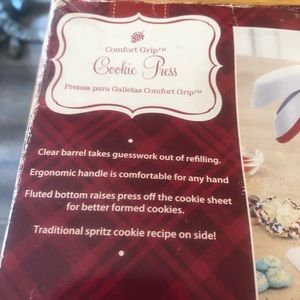 Comfort Grip™
Cookie Press
Prensa para Galletas Comfort Grip™
Clear barrel takes guesswork out of refilling.
Ergonomic handle is comfortable for any hand
Fluted bottom raises press off the cookie sheet
for better formed cookies.
Traditional spritz cookie recipe on side!